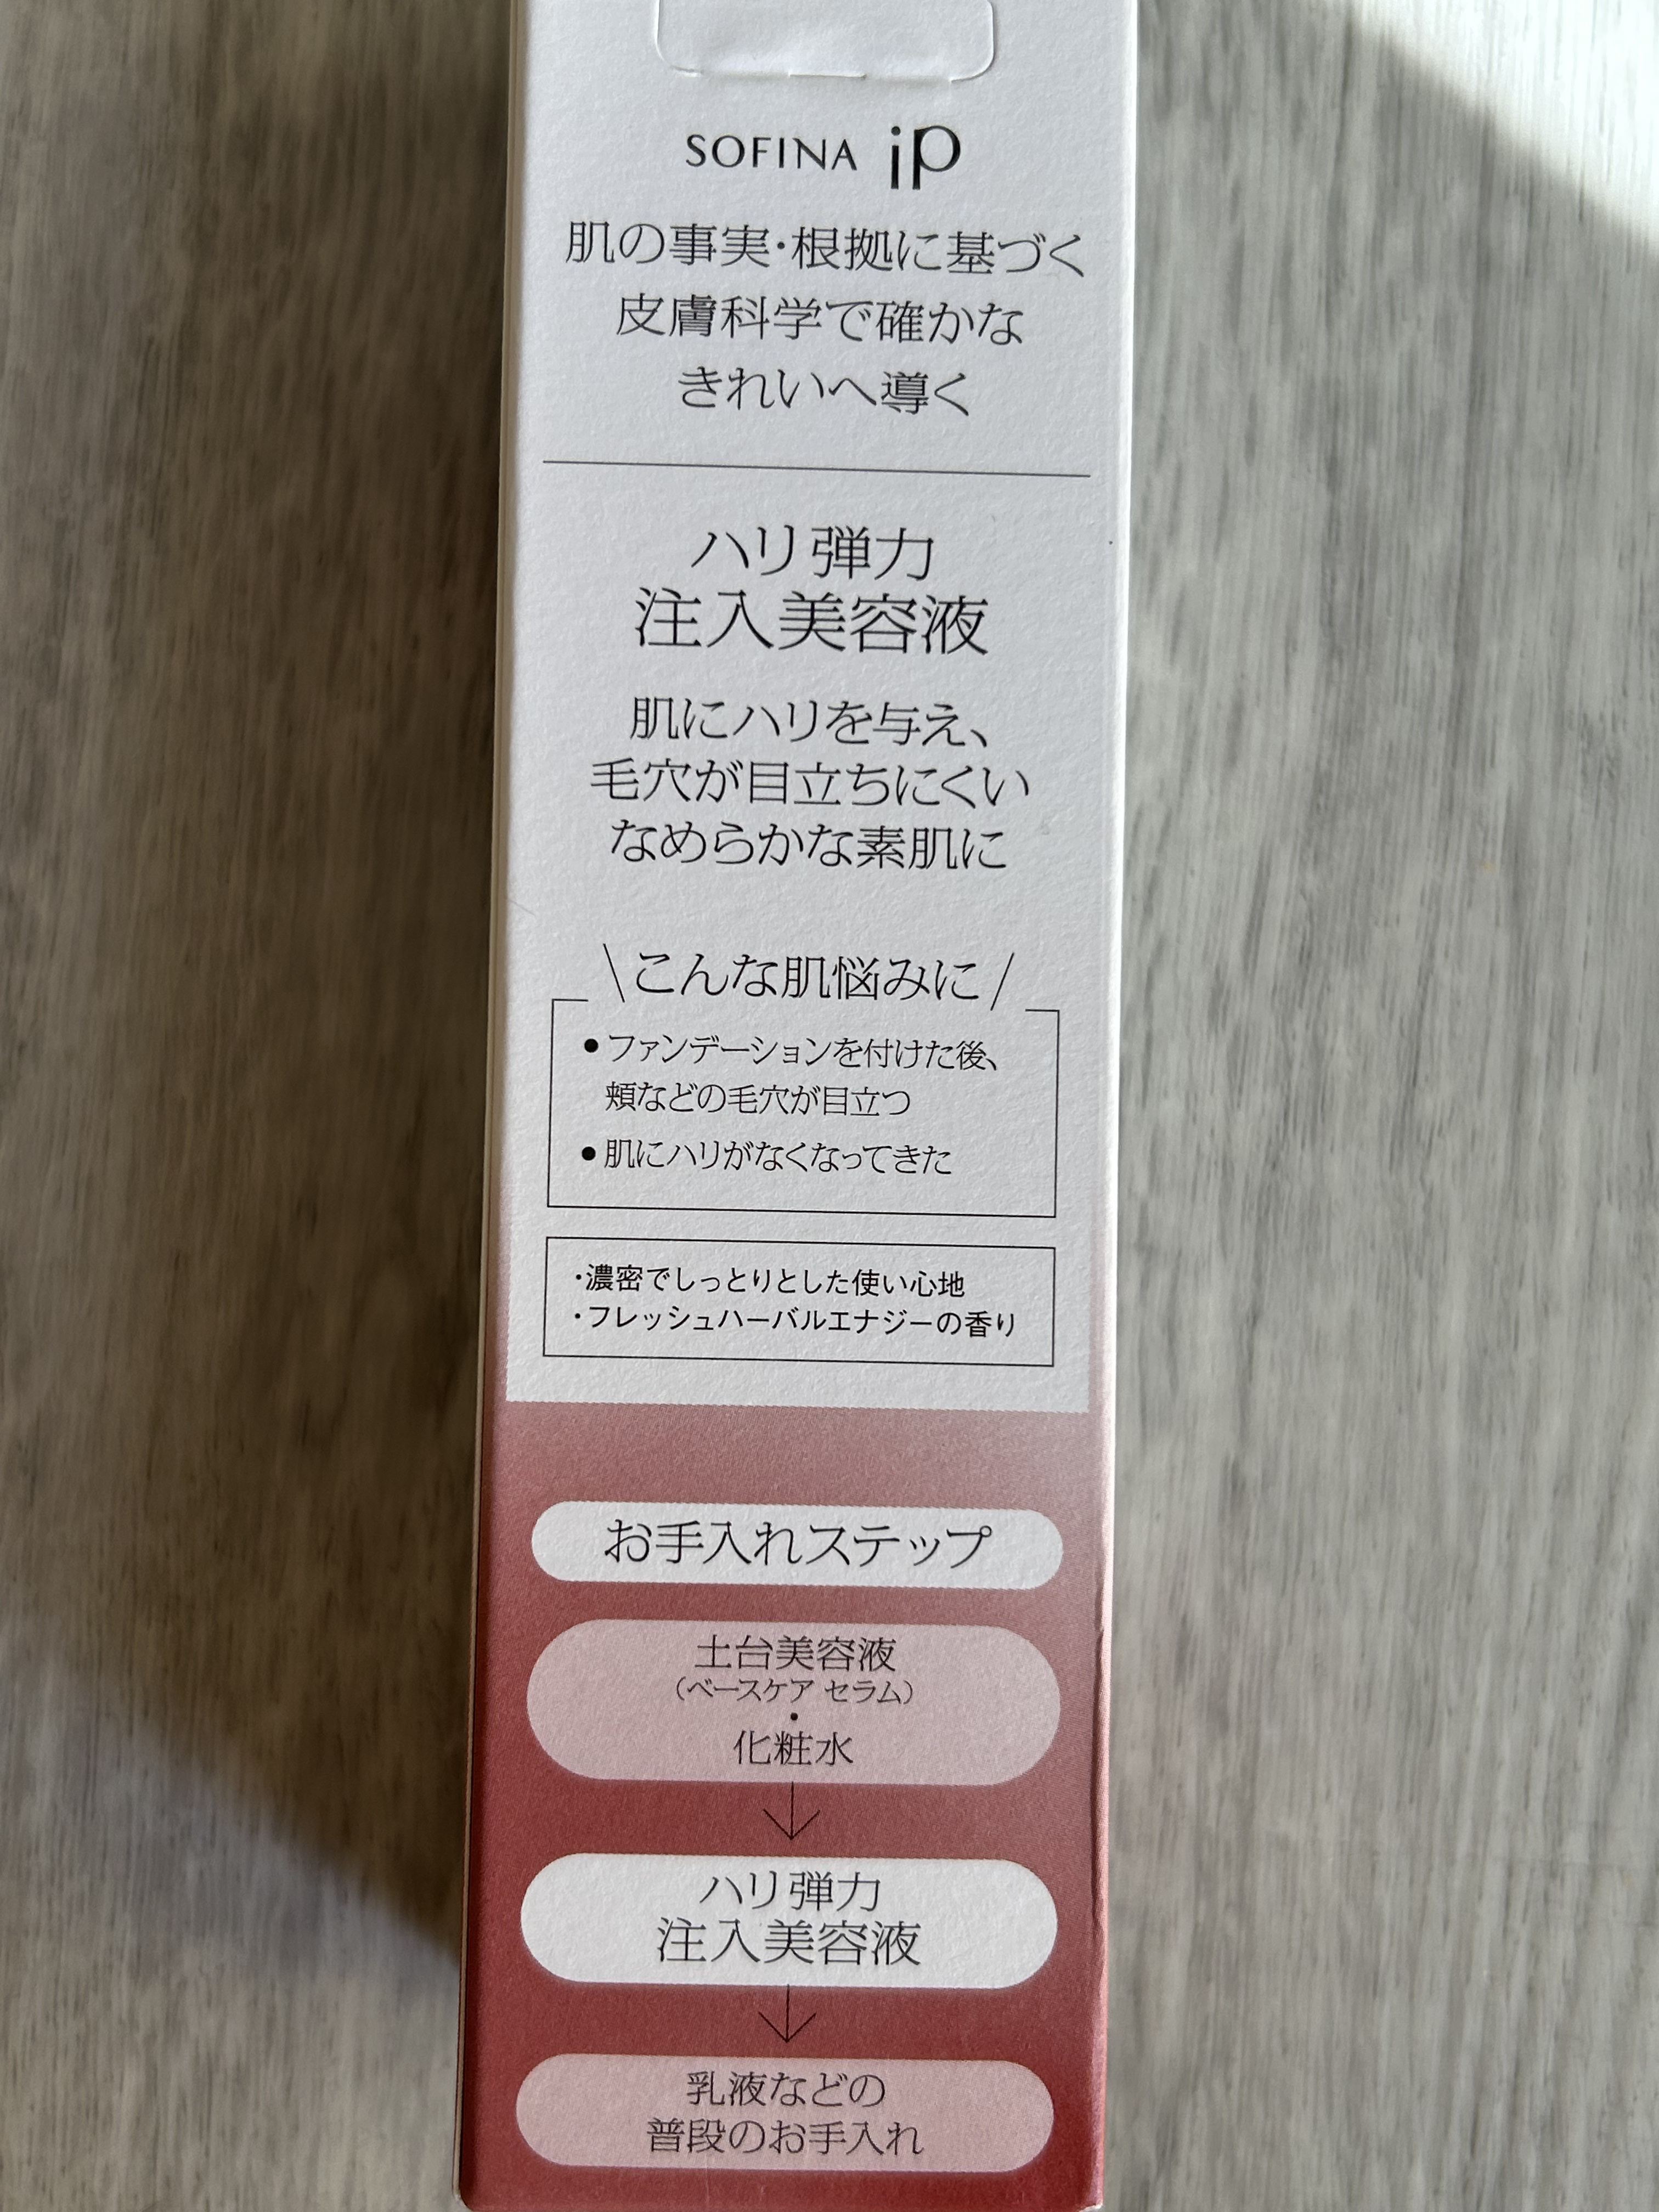 SOFINA iP
肌の事実・根拠に基づく
皮膚科学で確かな
きれいへ導く
ハリ弾力
注入美容液
肌にハリを与え、
毛穴が目立ちにくい
なめらかな素肌に
\こんな肌悩みに/
●ファンデーションを付けた後、
頬などの毛穴が目立つ
●肌にハリがなくなってきた
・濃密でしっとりとした使い心地
・フレッシュハーバルエナジーの香り
お手入れステップ
土台美容液
（ベースケア セラム）
・
化粧水
ハリ弾力
注入美容液
乳液などの
普段のお手入れ